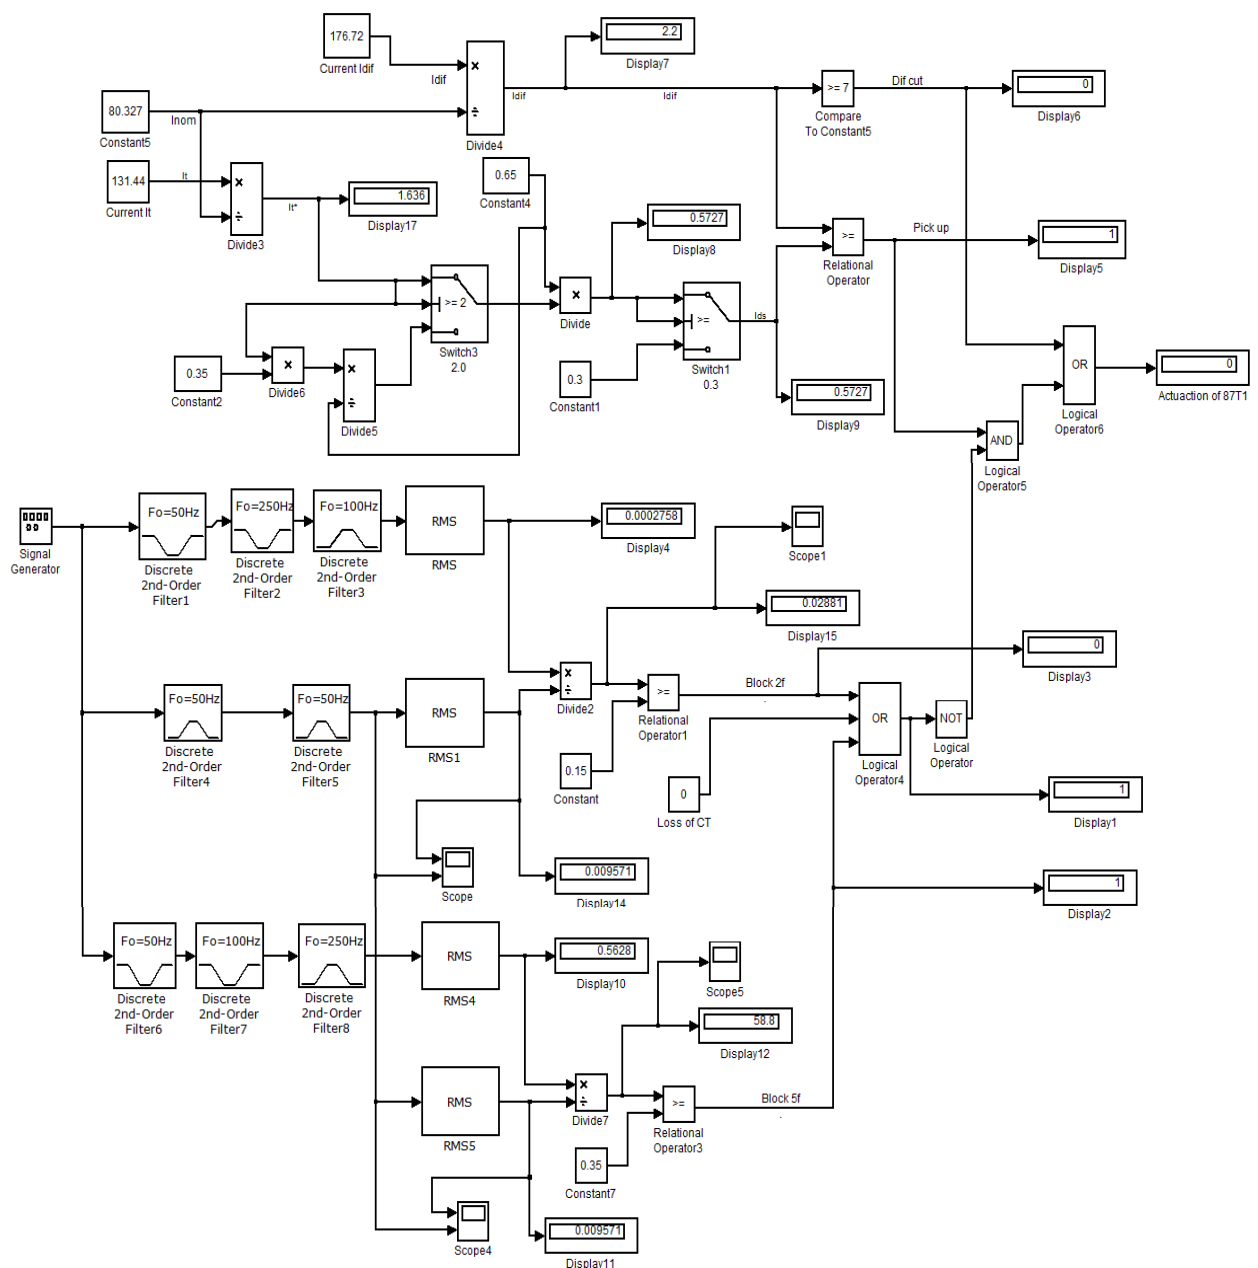 176.72
Current Idif
Idif
×
÷
Divide4
Idif
2.2
Display7
Idif
>= 7
Compare
To Constant5
Dif cut
0
Display6
80.327
Constant5
Inom
131.44
Current It
It
×
÷
Divide3
It*
1.636
Display17
0.65
Constant4
0.5727
Display8
>= 2
Switch3
2.0
×
Divide
>=
Switch1
0.3
Ids
>=
Relational
Operator
Pick up
1
Display5
0.35
Constant2
×
Divide6
×
÷
Divide5
0.3
Constant1
0.5727
Display9
OR
Logical
Operator6
0
Actuaction of 87T1
AND
Logical
Operator5
Signal
Generator
Fo=50Hz
Discrete
2nd-Order
Filter1
Fo=250Hz
Discrete
2nd-Order
Filter2
Fo=100Hz
Discrete
2nd-Order
Filter3
RMS
RMS
0.0002758
Display4
Scope1
0.02881
Display15
Fo=50Hz
Discrete
2nd-Order
Filter4
Fo=50Hz
Discrete
2nd-Order
Filter5
RMS
RMS1
×
÷
Divide2
>=
Relational
Operator1
Block 2f
0
Display3
0.15
Constant
0
Loss of CT
OR
Logical
Operator4
NOT
Logical
Operator
1
Display1
Scope
0.009571
Display14
1
Display2
Fo=50Hz
Discrete
2nd-Order
Filter6
Fo=100Hz
Discrete
2nd-Order
Filter7
Fo=250Hz
Discrete
2nd-Order
Filter8
RMS
RMS4
0.5628
Display10
Scope5
58.8
Display12
RMS
RMS5
×
÷
Divide7
>=
Relational
Operator3
Block 5f
0.35
Constant7
Scope4
0.009571
Display11